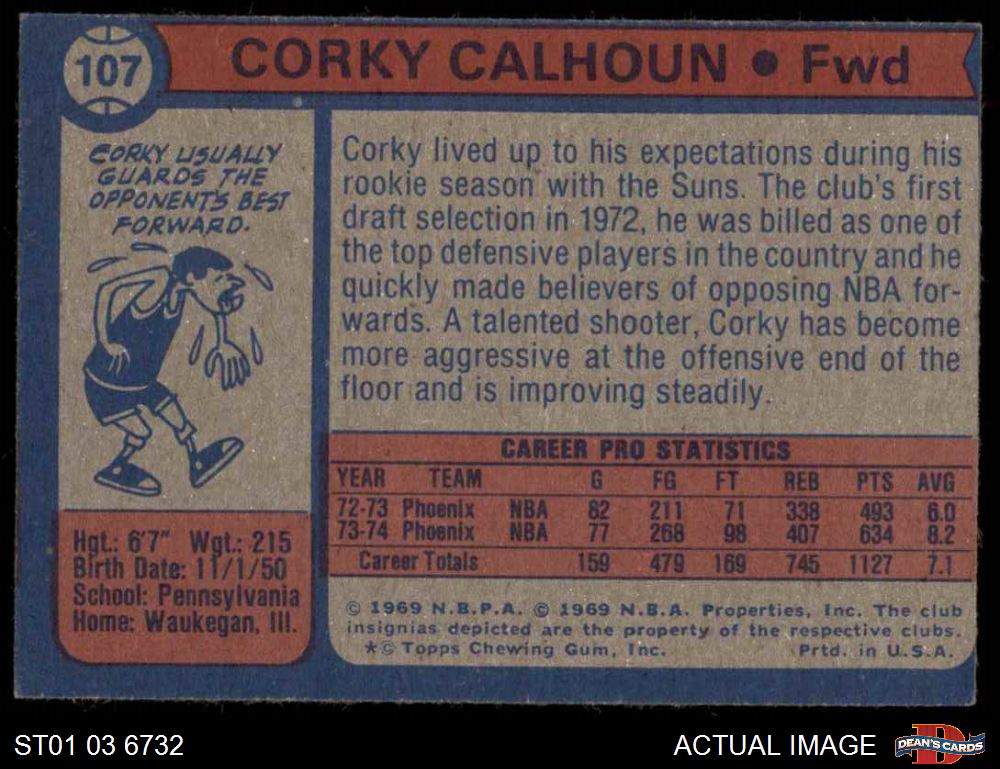 107
CORKY CALHOUN • Fwd
CORKY USUALLY
GUARDS THE
OPPONENTS BEST
FORWARD.
Corky lived up to his expectations during his
rookie season with the Suns. The club's first
draft selection in 1972, he was billed as one of
the top defensive players in the country and he
quickly made believers of opposing NBA for-
wards. A talented shooter, Corky has become
more aggressive at the offensive end of the
floor and is improving steadily.
CAREER PRO STATISTICS
YEAR TEAM G FG FT REB PTS AVG
72-73 Phoenix NBA 82 211 71 338 493 6.0
73-74 Phoenix NBA 77 268 98 407 634 8.2
Career Totals 159 479 169 745 1127 7.1
Hgt.: 6'7" Wgt.: 215
Birth Date: 11/1/50
School: Pennsylvania
Home: Waukegan, Ill.
© 1969 N.B.P.A. © 1969 N.B.A. Properties, Inc. The club
insignias depicted are the property of the respective clubs.
*© Topps Chewing Gum, Inc. Prtd. in U.S.A.
ST01 03 6732
ACTUAL IMAGE
D
DEAN'S CARDS